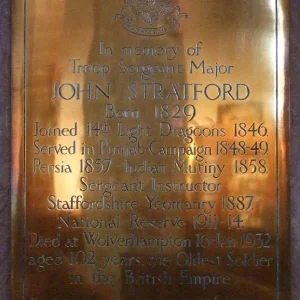 In memory of
Troop Sergeant Major
JOHN STRATFORD
Born 1829
Joined 14th Light Dragoons 1846.
Served in Punjab Campaign 1848-49.
Persia 1857. Indian Mutiny 1858.
Sergeant Instructor
Staffordshire Yeomanry 1887.
National Reserve 1911-14.
Died at Wolverhampton 1932
aged 102 years, the Oldest Soldier
in the British Empire